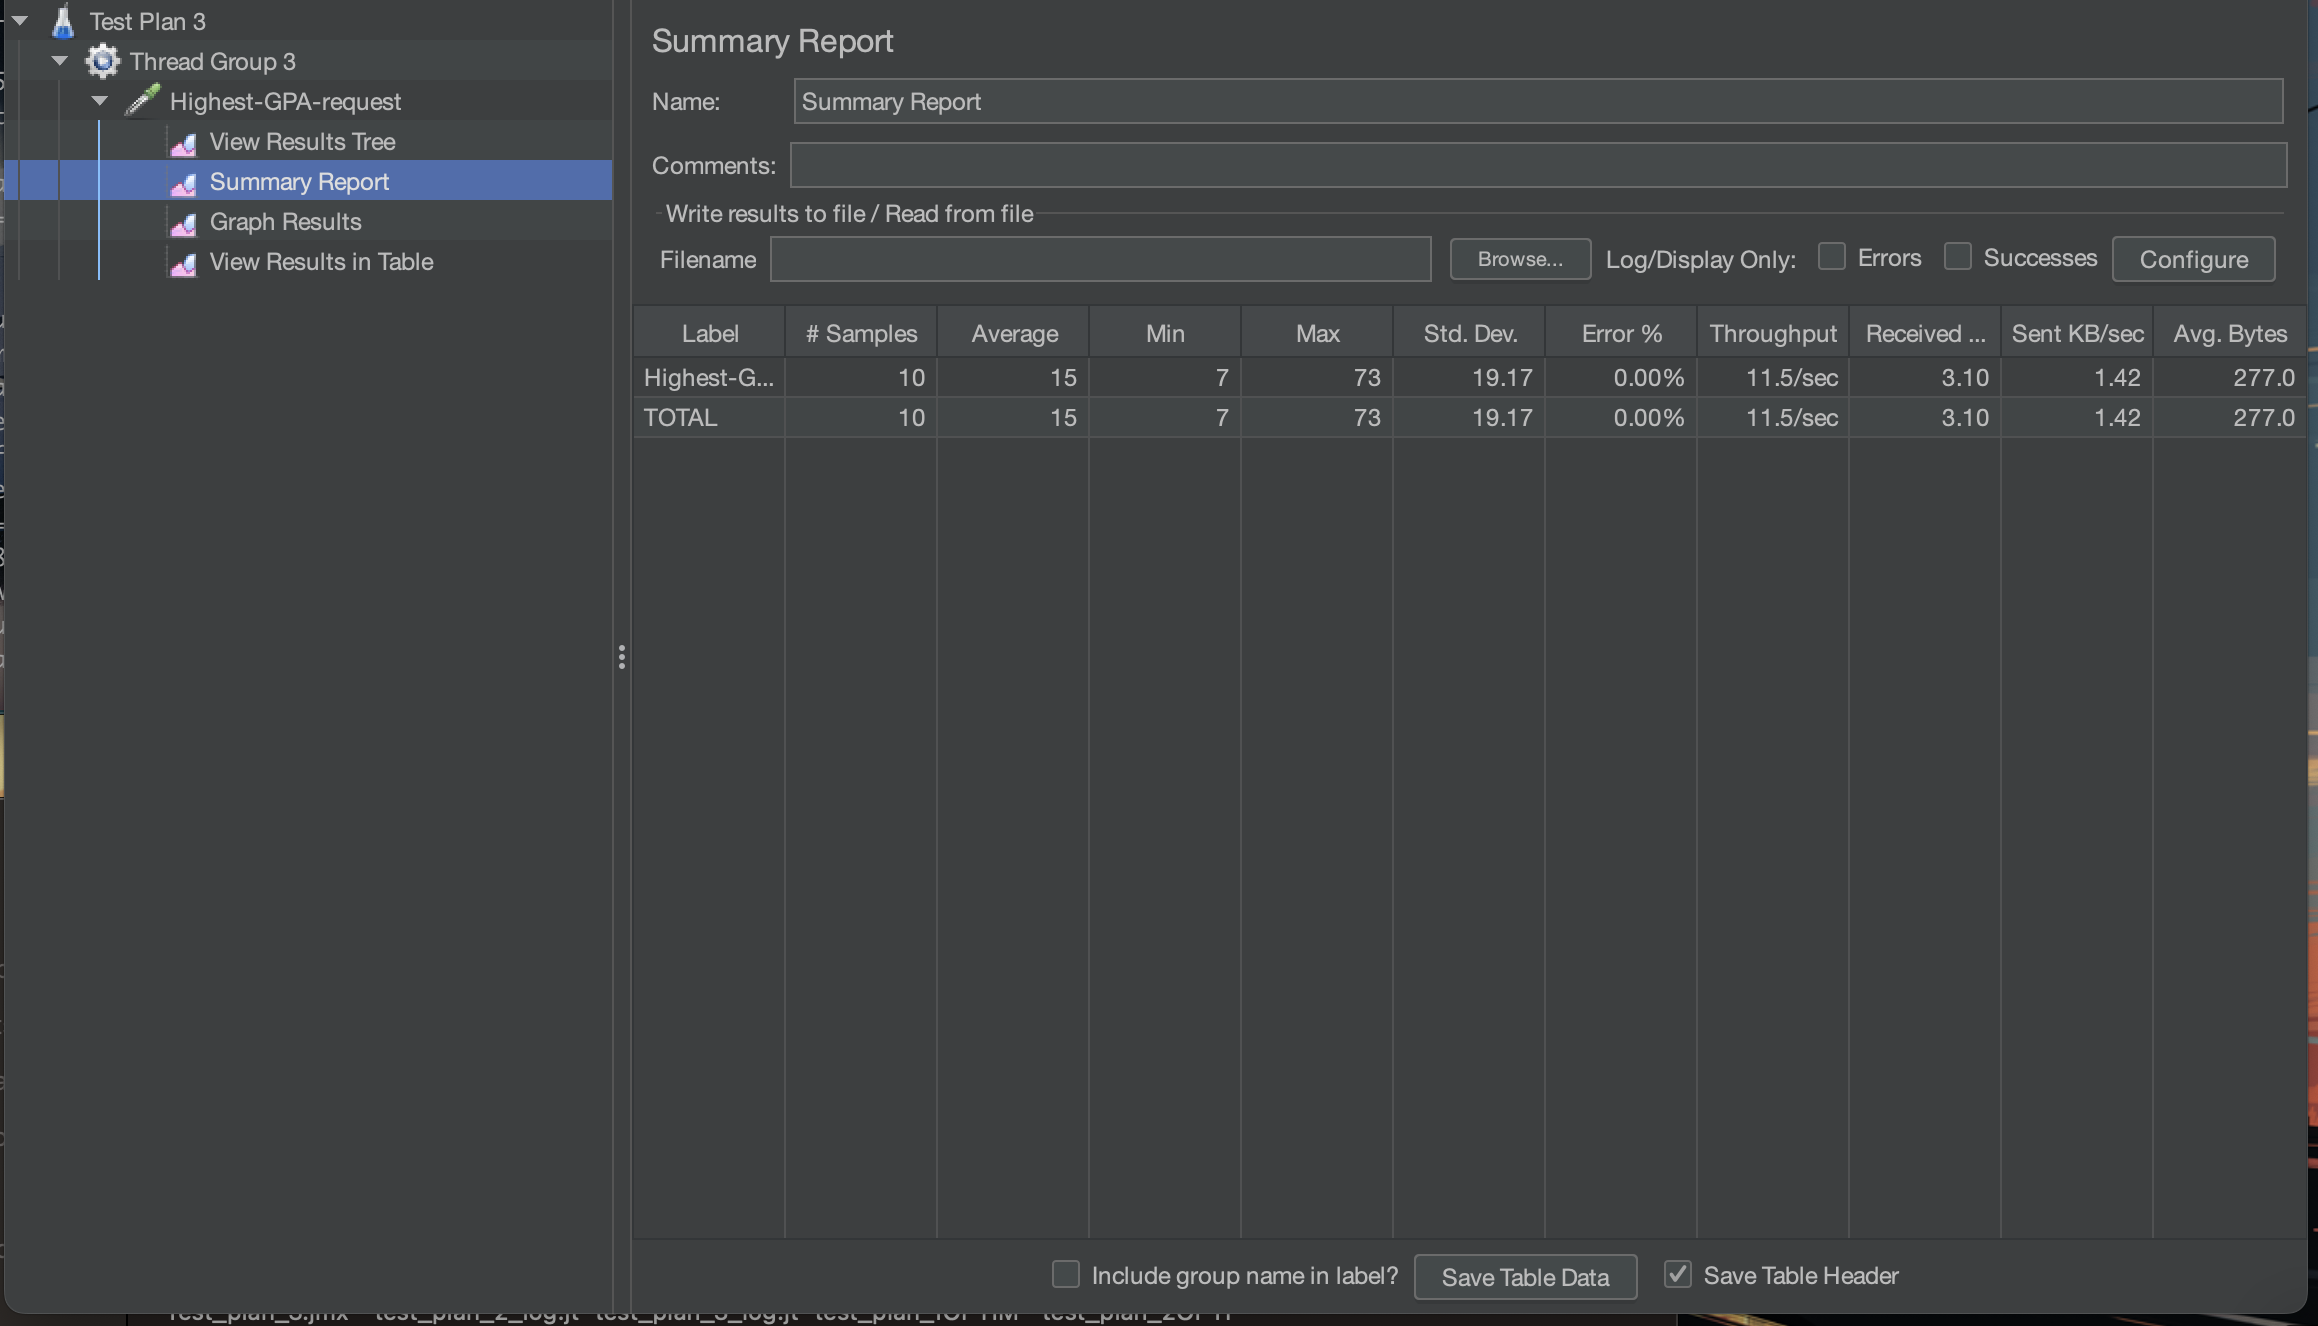 Test Plan 3
Thread Group 3
Highest-GPA-request
View Results Tree
Summary Report
Graph Results
View Results in Table
Summary Report
Name: Summary Report
Comments:
Write results to file / Read from file
Filename Browse... Log/Display Only: Errors Successes Configure
Label # Samples Average Min Max Std. Dev. Error % Throughput Received ... Sent KB/sec Avg. Bytes
Highest-G... 10 15 7 73 19.17 0.00% 11.5/sec 3.10 1.42 277.0
TOTAL 10 15 7 73 19.17 0.00% 11.5/sec 3.10 1.42 277.0
Include group name in label? Save Table Data Save Table Header